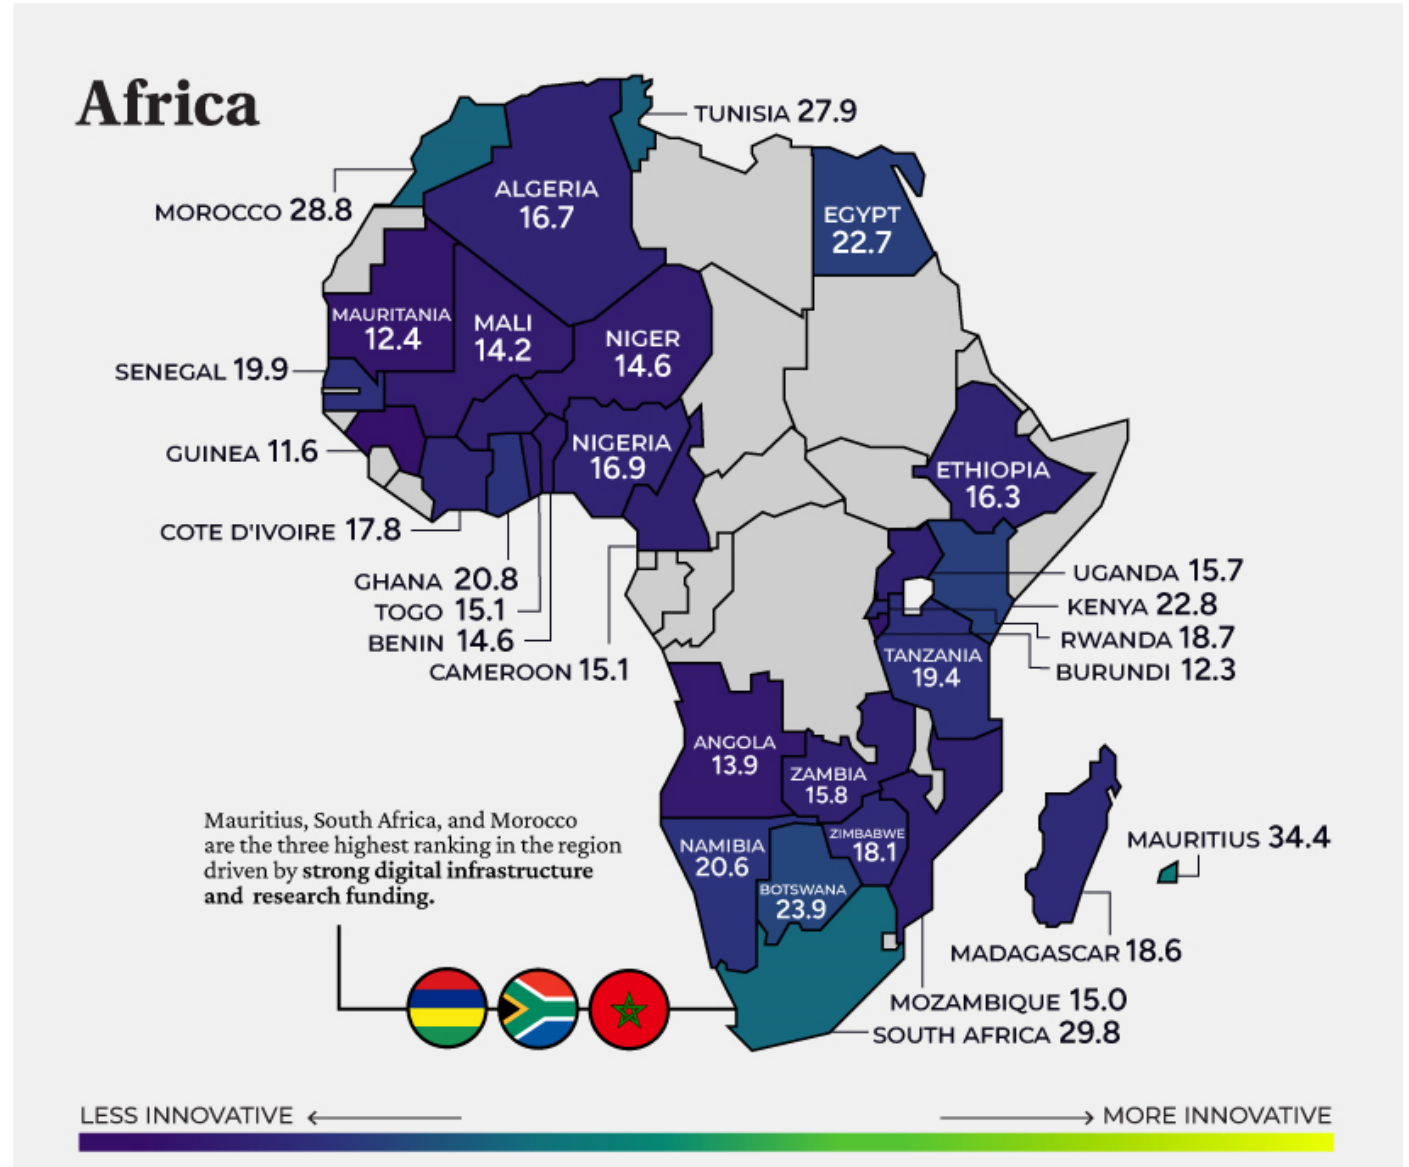 Africa
TUNISIA 27.9
ALGERIA
16.7
MOROCCO 28.8
EGYPT
22.7
MAURITANIA
12.4
MALI
14.2
NIGER
14.6
SENEGAL 19.9
NIGERIA
16.9
GUINEA 11.6
ETHIOPIA
16.3
COTE D'IVOIRE 17.8
GHANA 20.8
TOGO 15.1
BENIN 14.6
CAMEROON 15.1
UGANDA 15.7
KENYA 22.8
RWANDA 18.7
BURUNDI 12.3
TANZANIA
19.4
ANGOLA
13.9
ZAMBIA
15.8
Mauritius, South Africa, and Morocco
are the three highest ranking in the region
driven by strong digital infrastructure
and research funding.
NAMIBIA
20.6
ZIMBABWE
18.1
BOTSWANA
23.9
MAURITIUS 34.4
MADAGASCAR 18.6
MOZAMBIQUE 15.0
SOUTH AFRICA 29.8
LESS INNOVATIVE
MORE INNOVATIVE